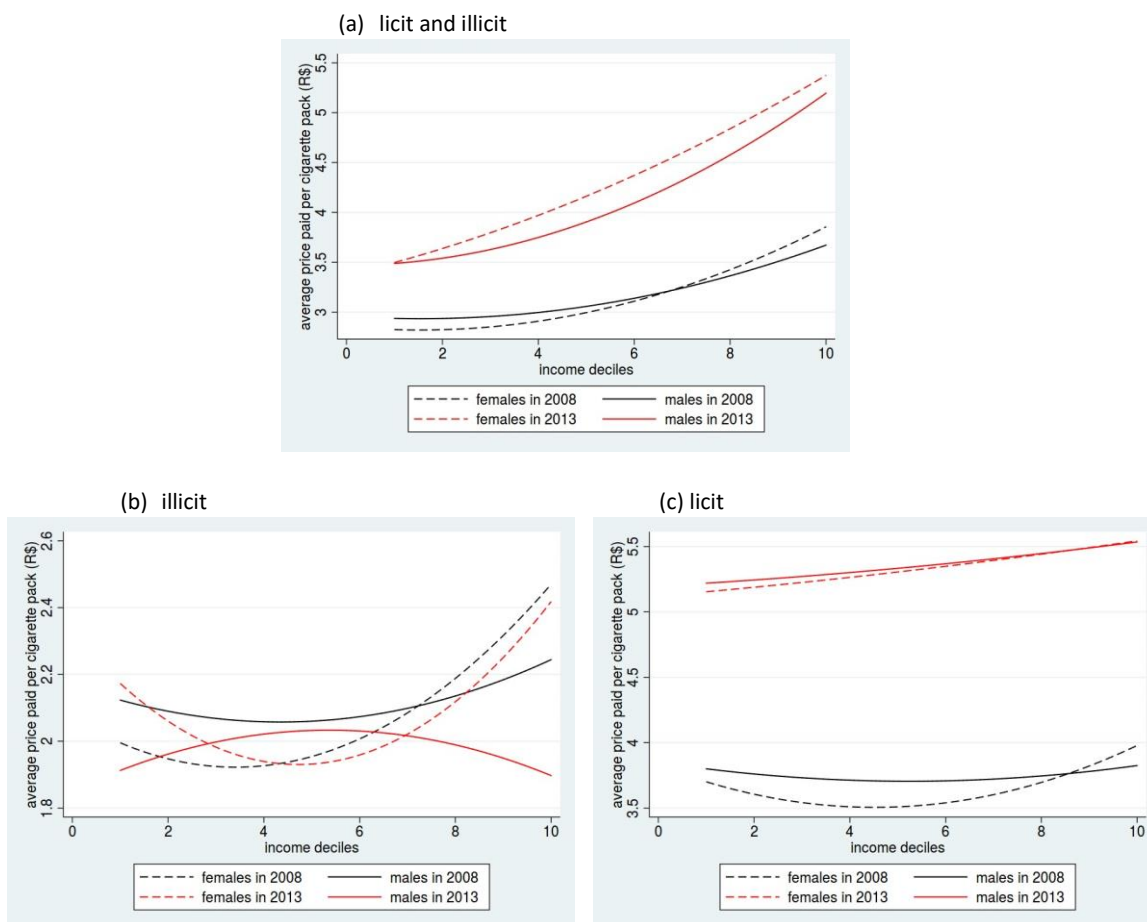 (a) licit and illicit
average price paid per cigarette pack (R$)
5.5
5
4.5
4
3.5
3
0 2 4 6 8 10
income deciles
females in 2008 males in 2008
females in 2013 males in 2013
(b) illicit
average price paid per cigarette pack (R$)
2.6
2.4
2.2
2
1.8
0 2 4 6 8 10
income deciles
females in 2008 males in 2008
females in 2013 males in 2013
(c) licit
average price paid per cigarette pack (R$)
5.5
5
4.5
4
3.5
0 2 4 6 8 10
income deciles
females in 2008 males in 2008
females in 2013 males in 2013